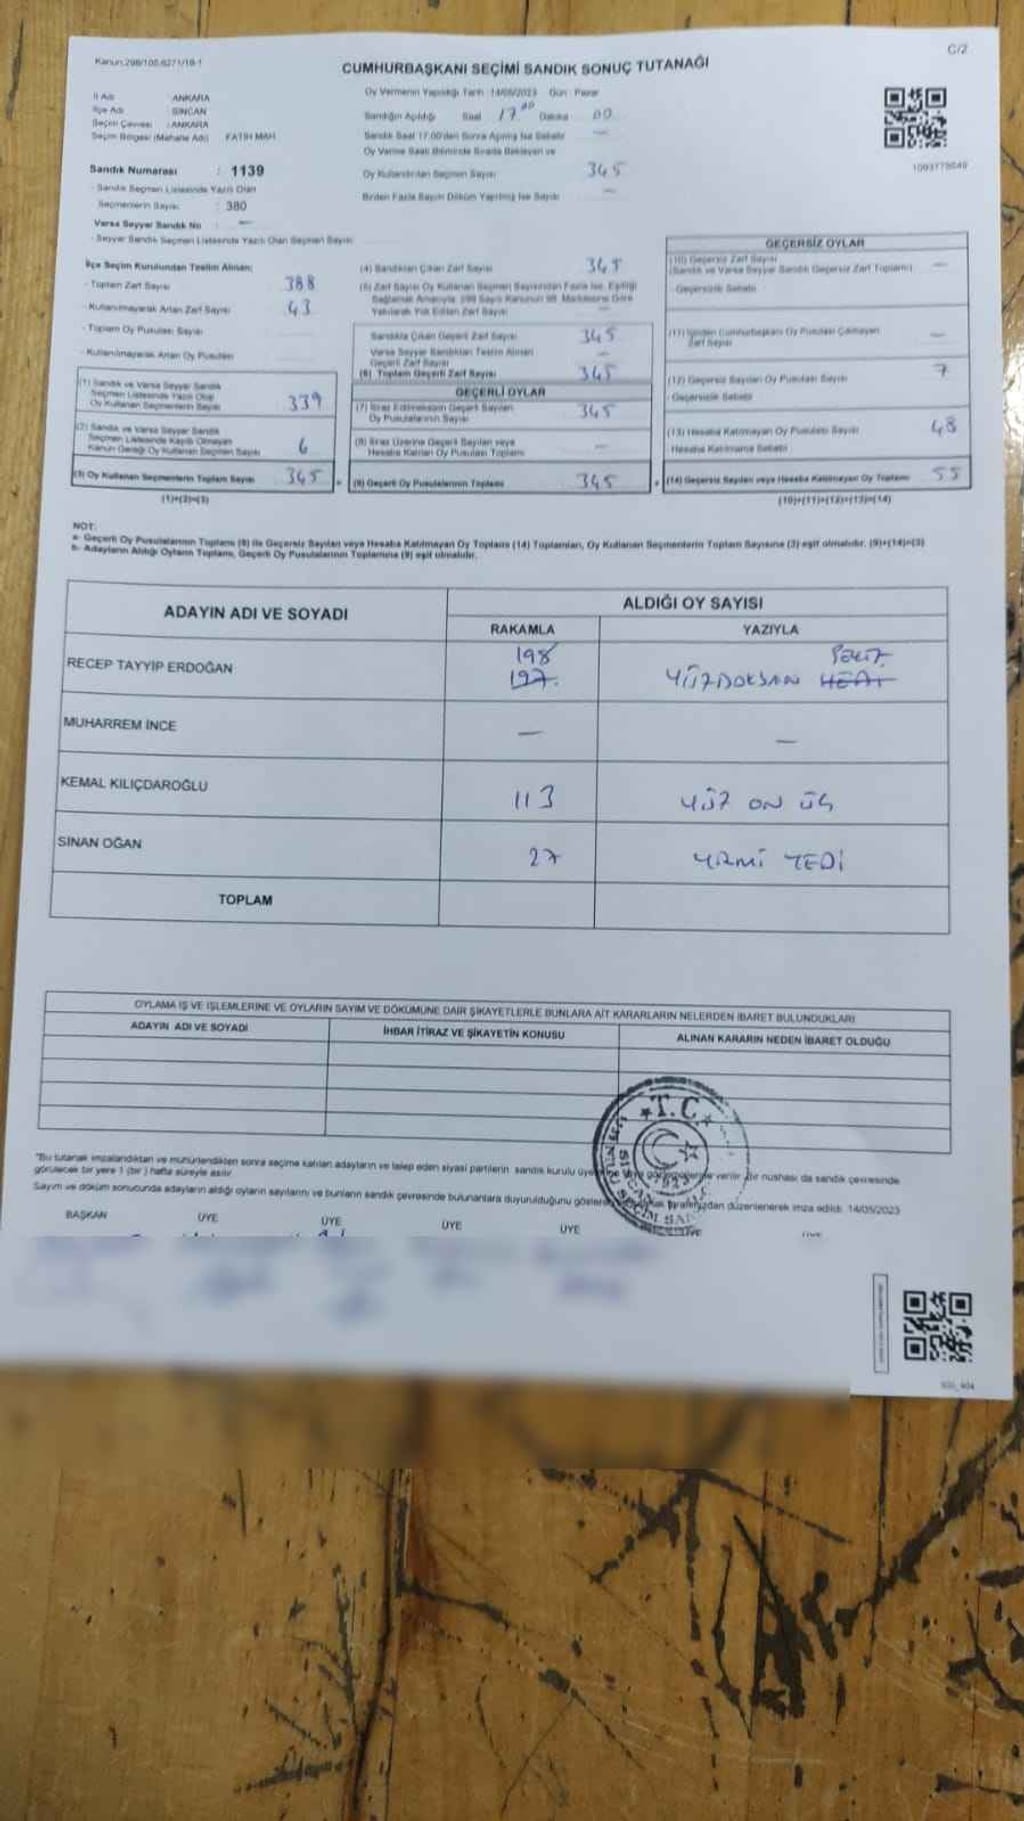 Kanun:298/105,6271/18-1
C/2
CUMHURBAŞKANI SEÇİMİ SANDIK SONUÇ TUTANAĞI
İl Adı : ANKARA
İlçe Adı : SİNCAN
Seçim Çevresi : ANKARA
Seçim Bölgesi (Mahalle Adı) FATİH MAH
Sandık Numarası : 1139
- Sandık Seçmen Listesinde Yazılı Olan
Seçmenlerin Sayısı : 380
Varsa Seyyar Sandık No : —
- Seyyar Sandık Seçmen Listesinde Yazılı Olan Seçmen Sayısı
Oy Vermenin Yapıldığı Tarih 14/05/2023 Gün : Pazar
Sandığın Açıldığı Saat 17 00 Dakika 00
Sandık Saat 17.00'den Sonra Açılmış İse Sebebi —
Oy Verme Saati Bitiminde Sırada Bekleyen ve
Oy Kullandırılan Seçmen Sayısı 345
Birden Fazla Sayım Döküm Yapılmış İse Sayısı —
İlçe Seçim Kurulundan Teslim Alınan;
- Toplam Zarf Sayısı 388
- Kullanılmayarak Artan Zarf Sayısı 43
- Toplam Oy Pusulası Sayısı
- Kullanılmayarak Artan Oy Pusulası
(1) Sandık ve Varsa Seyyar Sandık
Seçmen Listesinde Yazılı Olup
Oy Kullanan Seçmenlerin Sayısı 339
(2) Sandık ve Varsa Seyyar Sandık
Seçmen Listesinde Kayıtlı Olmayan
Kanun Gereği Oy Kullanan Seçmen Sayısı 6
(3) Oy Kullanan Seçmenlerin Toplam Sayısı 345
(1)+(2)=(3)
(4) Sandıktan Çıkan Zarf Sayısı 345
(5) Zarf Sayısı Oy Kullanan Seçmen Sayısından Fazla İse, Eşitliği
Sağlamak Amacıyla 298 Sayılı Kanunun 98. Maddesine Göre
Yakılarak Yok Edilen Zarf Sayısı —
Sandıkta Çıkan Geçerli Zarf Sayısı 345
Varsa Seyyar Sandıktan Teslim Alınan
Geçerli Zarf Sayısı —
(6) Toplam Geçerli Zarf Sayısı 345
GEÇERLİ OYLAR
(7) İtiraz Edilmeksizin Geçerli Sayılan
Oy Pusulalarının Sayısı 345
(8) İtiraz Üzerine Geçerli Sayılan veya
Hesaba Katılan Oy Pusulası Toplamı —
(9) Geçerli Oy Pusulalarının Toplamı 345
GEÇERSİZ OYLAR
(10) Geçersiz Zarf Sayısı
(Sandık ve Varsa Seyyar Sandık Geçersiz Zarf Toplamı) —
- Geçersizlik Sebebi
(11) İçinden Cumhurbaşkanı Oy Pusulası Çıkmayan
Zarf Sayısı —
(12) Geçersiz Sayılan Oy Pusulası Sayısı 7
- Geçersizlik Sebebi
(13) Hesaba Katılmayan Oy Pusulası Sayısı 48
Hesaba Katılmama Sebebi
(14) Geçersiz Sayılan veya Hesaba Katılmayan Oy Toplamı 55
(10)+(11)+(12)+(13)=(14)
NOT:
a- Geçerli Oy Pusulalarının Toplamı (9) ile Geçersiz Sayılan veya Hesaba Katılmayan Oy Toplamı (14) Toplamları, Oy Kullanan Seçmenlerin Toplam Sayısına (3) eşit olmalıdır. (9)+(14)=(3)
b- Adayların Aldığı Oyların Toplamı, Geçerli Oy Pusulalarının Toplamına (9) eşit olmalıdır.
ADAYIN ADI VE SOYADI
ALDIĞI OY SAYISI
RAKAMLA YAZIYLA
RECEP TAYYİP ERDOĞAN 198 197 YÜZDOKSAN SEKİZ
MUHARREM İNCE — —
KEMAL KILIÇDAROĞLU 113 YÜZ ON ÜÇ
SİNAN OĞAN 27 YİRMİ YEDİ
TOPLAM
OYLAMA İŞ VE İŞLEMLERİNE VE OYLARIN SAYIM VE DÖKÜMÜNE DAİR ŞİKAYETLERLE BUNLARA AİT KARARLARIN NELERDEN İBARET BULUNDUKLARI
ADAYIN ADI VE SOYADI İHBAR İTİRAZ VE ŞİKAYETİN KONUSU ALINAN KARARIN NEDEN İBARET OLDUĞU
T.C.
"Bu tutanak imzalandıktan ve mühürlendikten sonra seçime katılan adayların ve talep eden siyasi partilerin sandık kurulu verilir. Bir nüshası da sandık çevresinde
görülecek bir yere 1 (bir) hafta süreyle asılır.
Sayım ve döküm sonucunda adayların aldığı oyların sayılarını ve bunların sandık çevresinde bulunanlara duyurulduğunu gösteren tarafımızdan düzenlenerek imza edildi. 14/05/2023
BAŞKAN ÜYE ÜYE ÜYE ÜYE